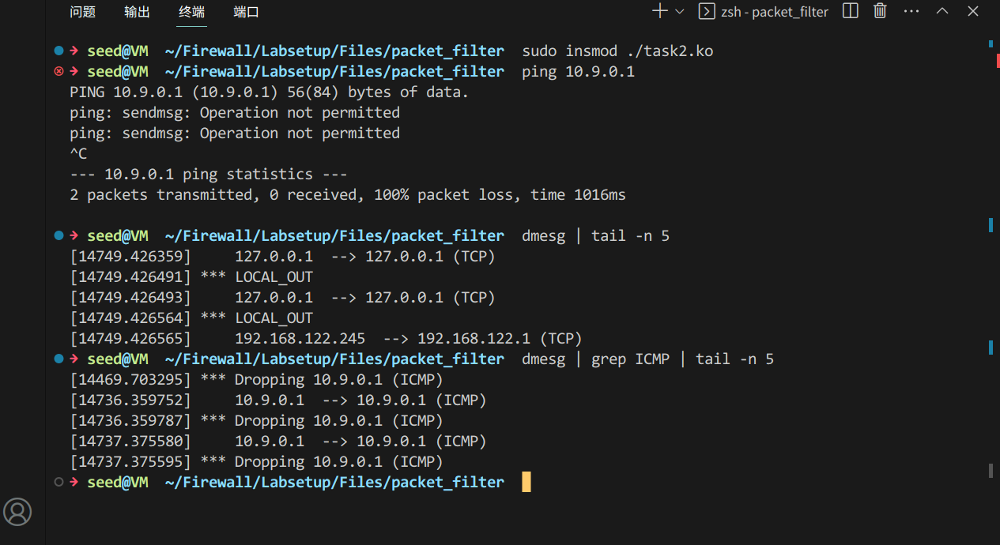 问题 输出 终端 端口 zsh - packet_filter
seed@VM ~/Firewall/Labsetup/Files/packet_filter sudo insmod ./task2.ko
seed@VM ~/Firewall/Labsetup/Files/packet_filter ping 10.9.0.1
PING 10.9.0.1 (10.9.0.1) 56(84) bytes of data.
ping: sendmsg: Operation not permitted
ping: sendmsg: Operation not permitted
^C
--- 10.9.0.1 ping statistics ---
2 packets transmitted, 0 received, 100% packet loss, time 1016ms
seed@VM ~/Firewall/Labsetup/Files/packet_filter dmesg | tail -n 5
[14749.426359]     127.0.0.1  --> 127.0.0.1 (TCP)
[14749.426491] *** LOCAL_OUT
[14749.426493]     127.0.0.1  --> 127.0.0.1 (TCP)
[14749.426564] *** LOCAL_OUT
[14749.426565]     192.168.122.245  --> 192.168.122.1 (TCP)
seed@VM ~/Firewall/Labsetup/Files/packet_filter dmesg | grep ICMP | tail -n 5
[14469.703295] *** Dropping 10.9.0.1 (ICMP)
[14736.359752]     10.9.0.1  --> 10.9.0.1 (ICMP)
[14736.359787] *** Dropping 10.9.0.1 (ICMP)
[14737.375580]     10.9.0.1  --> 10.9.0.1 (ICMP)
[14737.375595] *** Dropping 10.9.0.1 (ICMP)
seed@VM ~/Firewall/Labsetup/Files/packet_filter